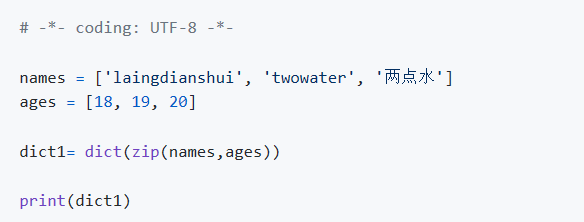 # -*- coding: UTF-8 -*-
names = ['laingdianshui', 'twowater', '两点水']
ages = [18, 19, 20]
dict1= dict(zip(names,ages))
print(dict1)